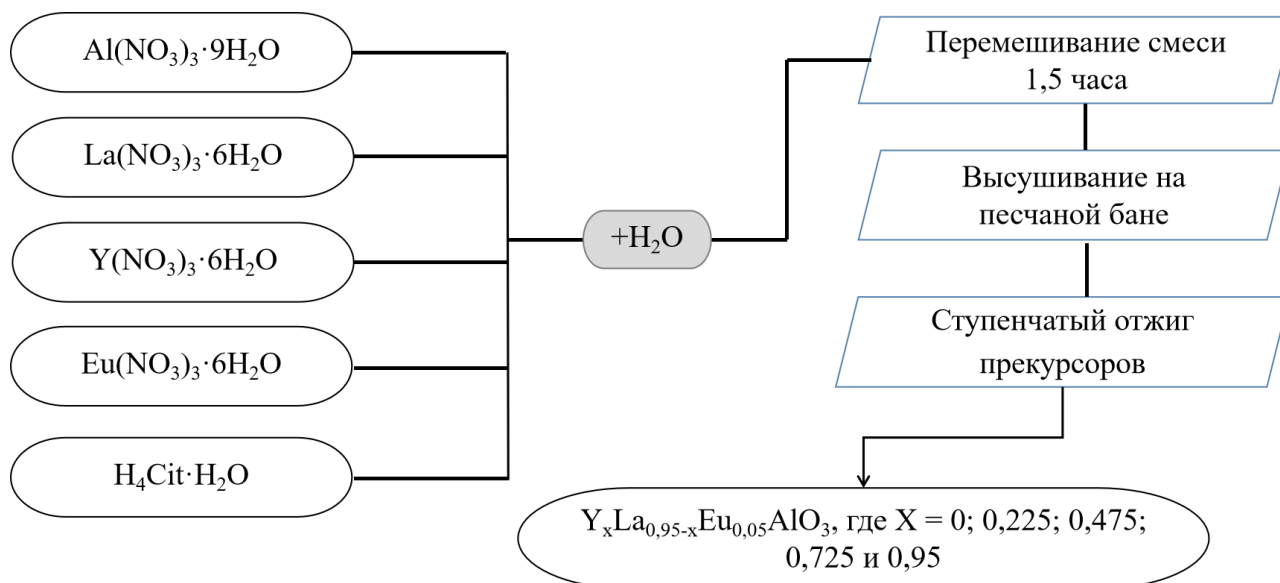 Al(NO₃)₃·9H₂O
La(NO₃)₃·6H₂O
Y(NO₃)₃·6H₂O
Eu(NO₃)₃·6H₂O
H₄Cit·H₂O
+H₂O
Перемешивание смеси
1,5 часа
Высушивание на
песчаной бане
Ступенчатый отжиг
прекурсоров
YₓLa₀,₉₅₋ₓEu₀,₀₅AlO₃, где X = 0; 0,225; 0,475;
0,725 и 0,95